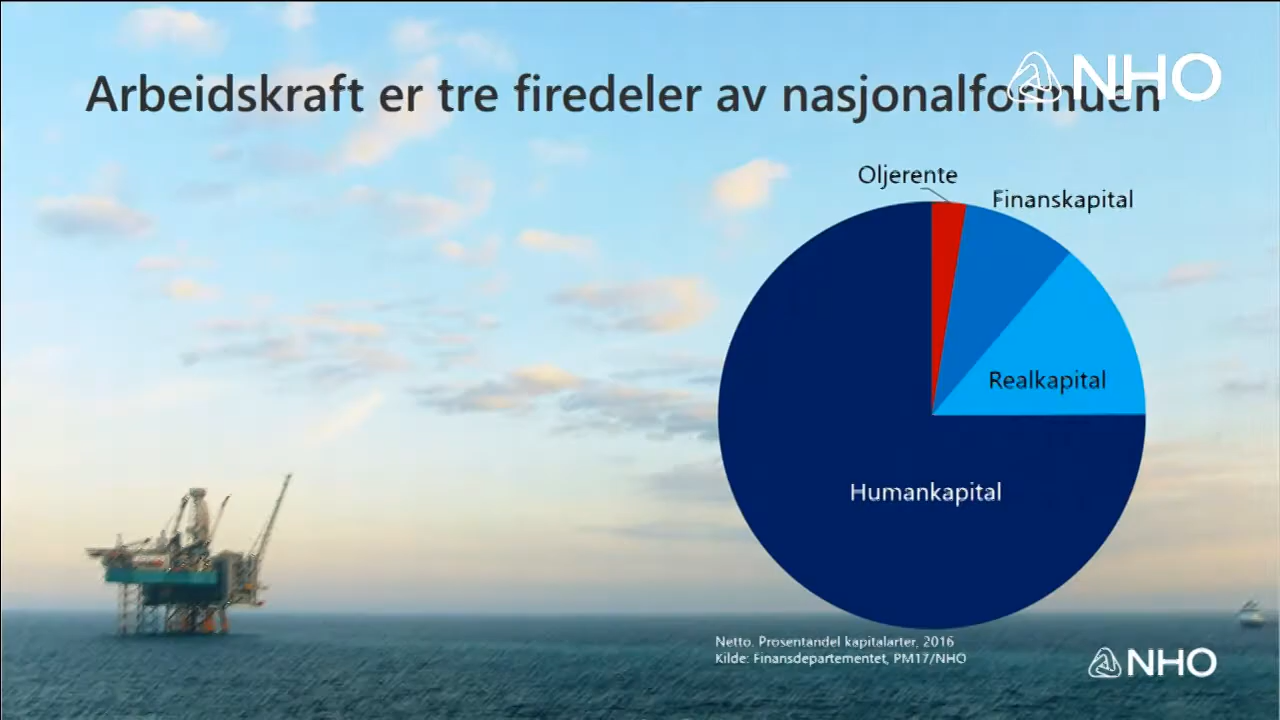 Arbeidskraft er tre firedeler av nasjonalformuen
NHO
Oljerente
Finanskapital
Realkapital
Humankapital
Netto. Prosentandel kapitalarter, 2016
Kilde: Finansdepartementet, PM17/NHO
NHO